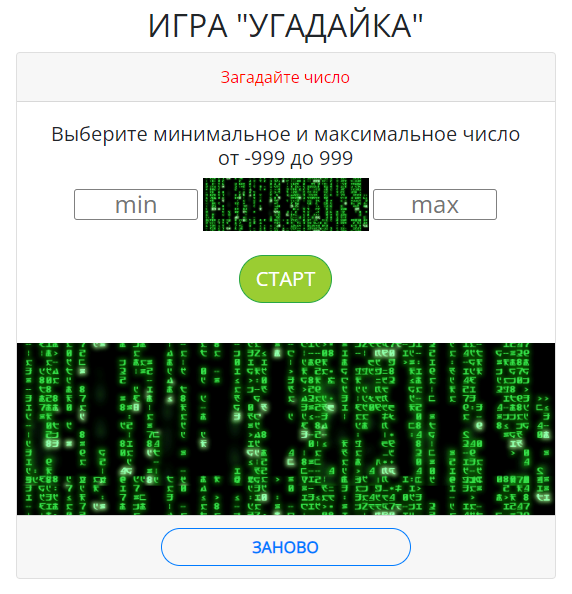 ИГРА "УГАДАЙКА"
Загадайте число
Выберите минимальное и максимальное число
от -999 до 999
min
max
СТАРТ
ЗАНОВО